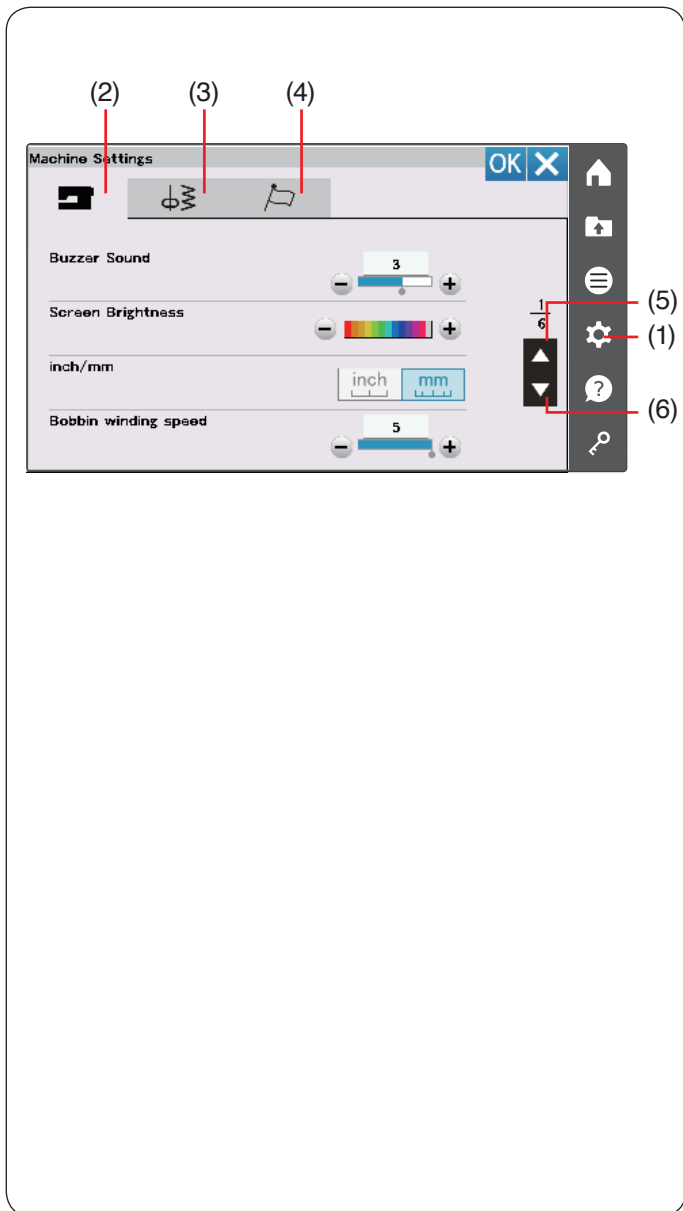 (2) (3) (4)
Machine Settings OK
Buzzer Sound 3
(5)
Screen Brightness 1
6
(1)
inch/mm inch mm ?
(6)
Bobbin winding speed 5